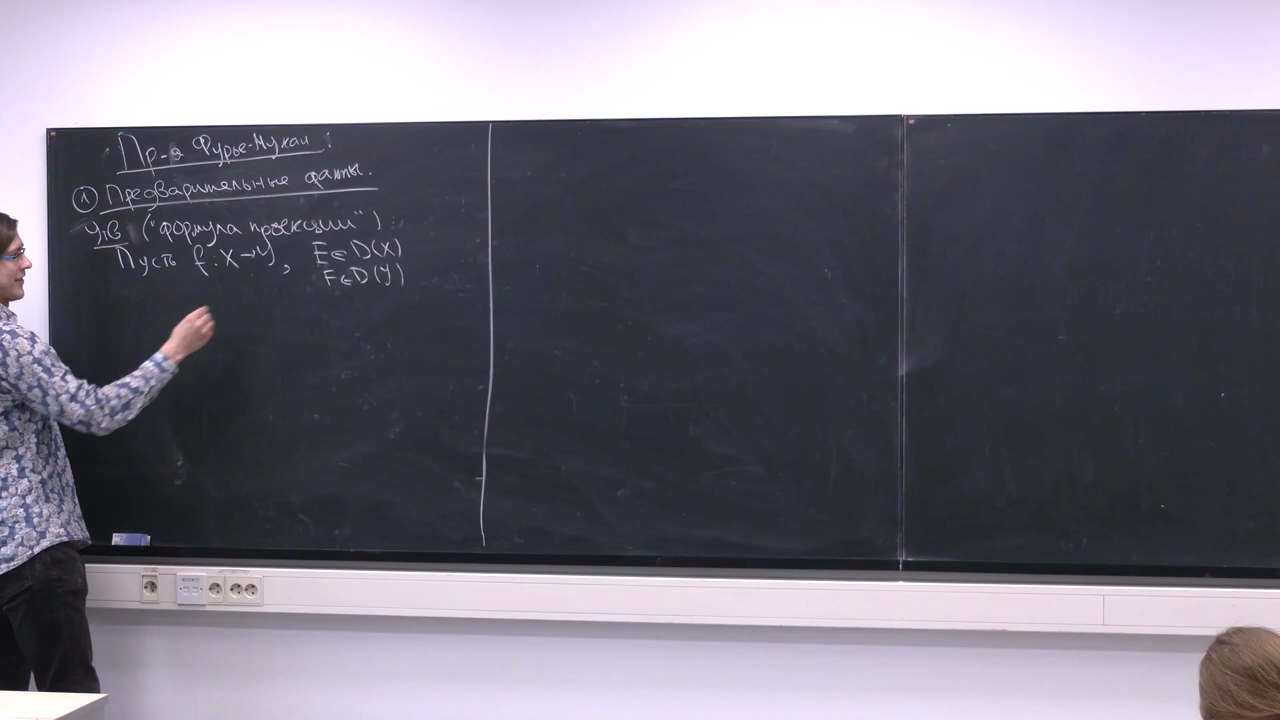 Пр-я Фурье-Мукаи:
① Предварительные факты.
Утв ("формула проекции"):
Пусть f: X→Y, E∈D(X)
F∈D(Y)